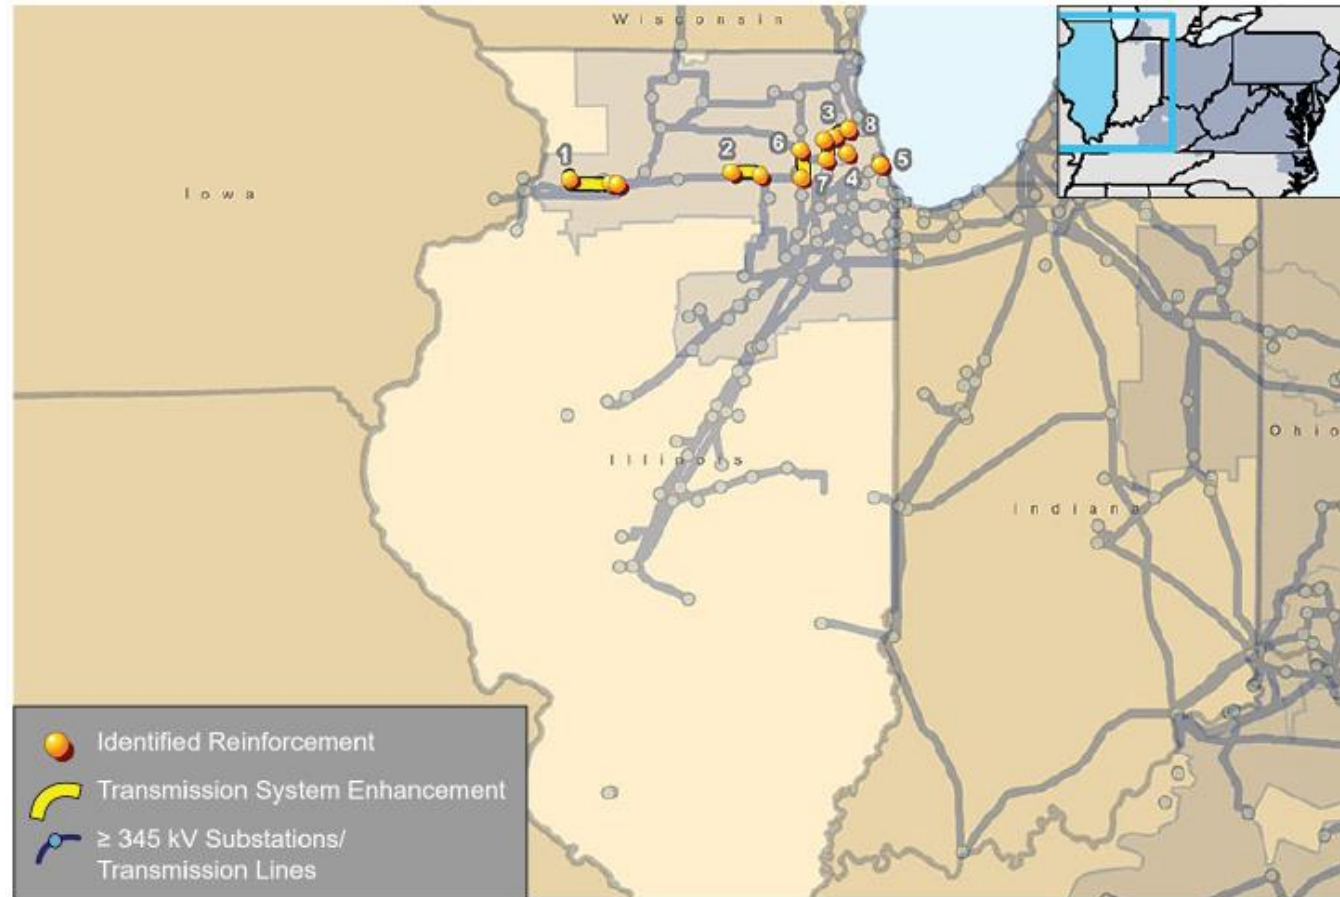 Wisconsin
3
8
6
1
2
5
7
4
Iowa
Ohio
Illinois
Indiana
Identified Reinforcement
Transmission System Enhancement
≥ 345 kV Substations/
Transmission Lines